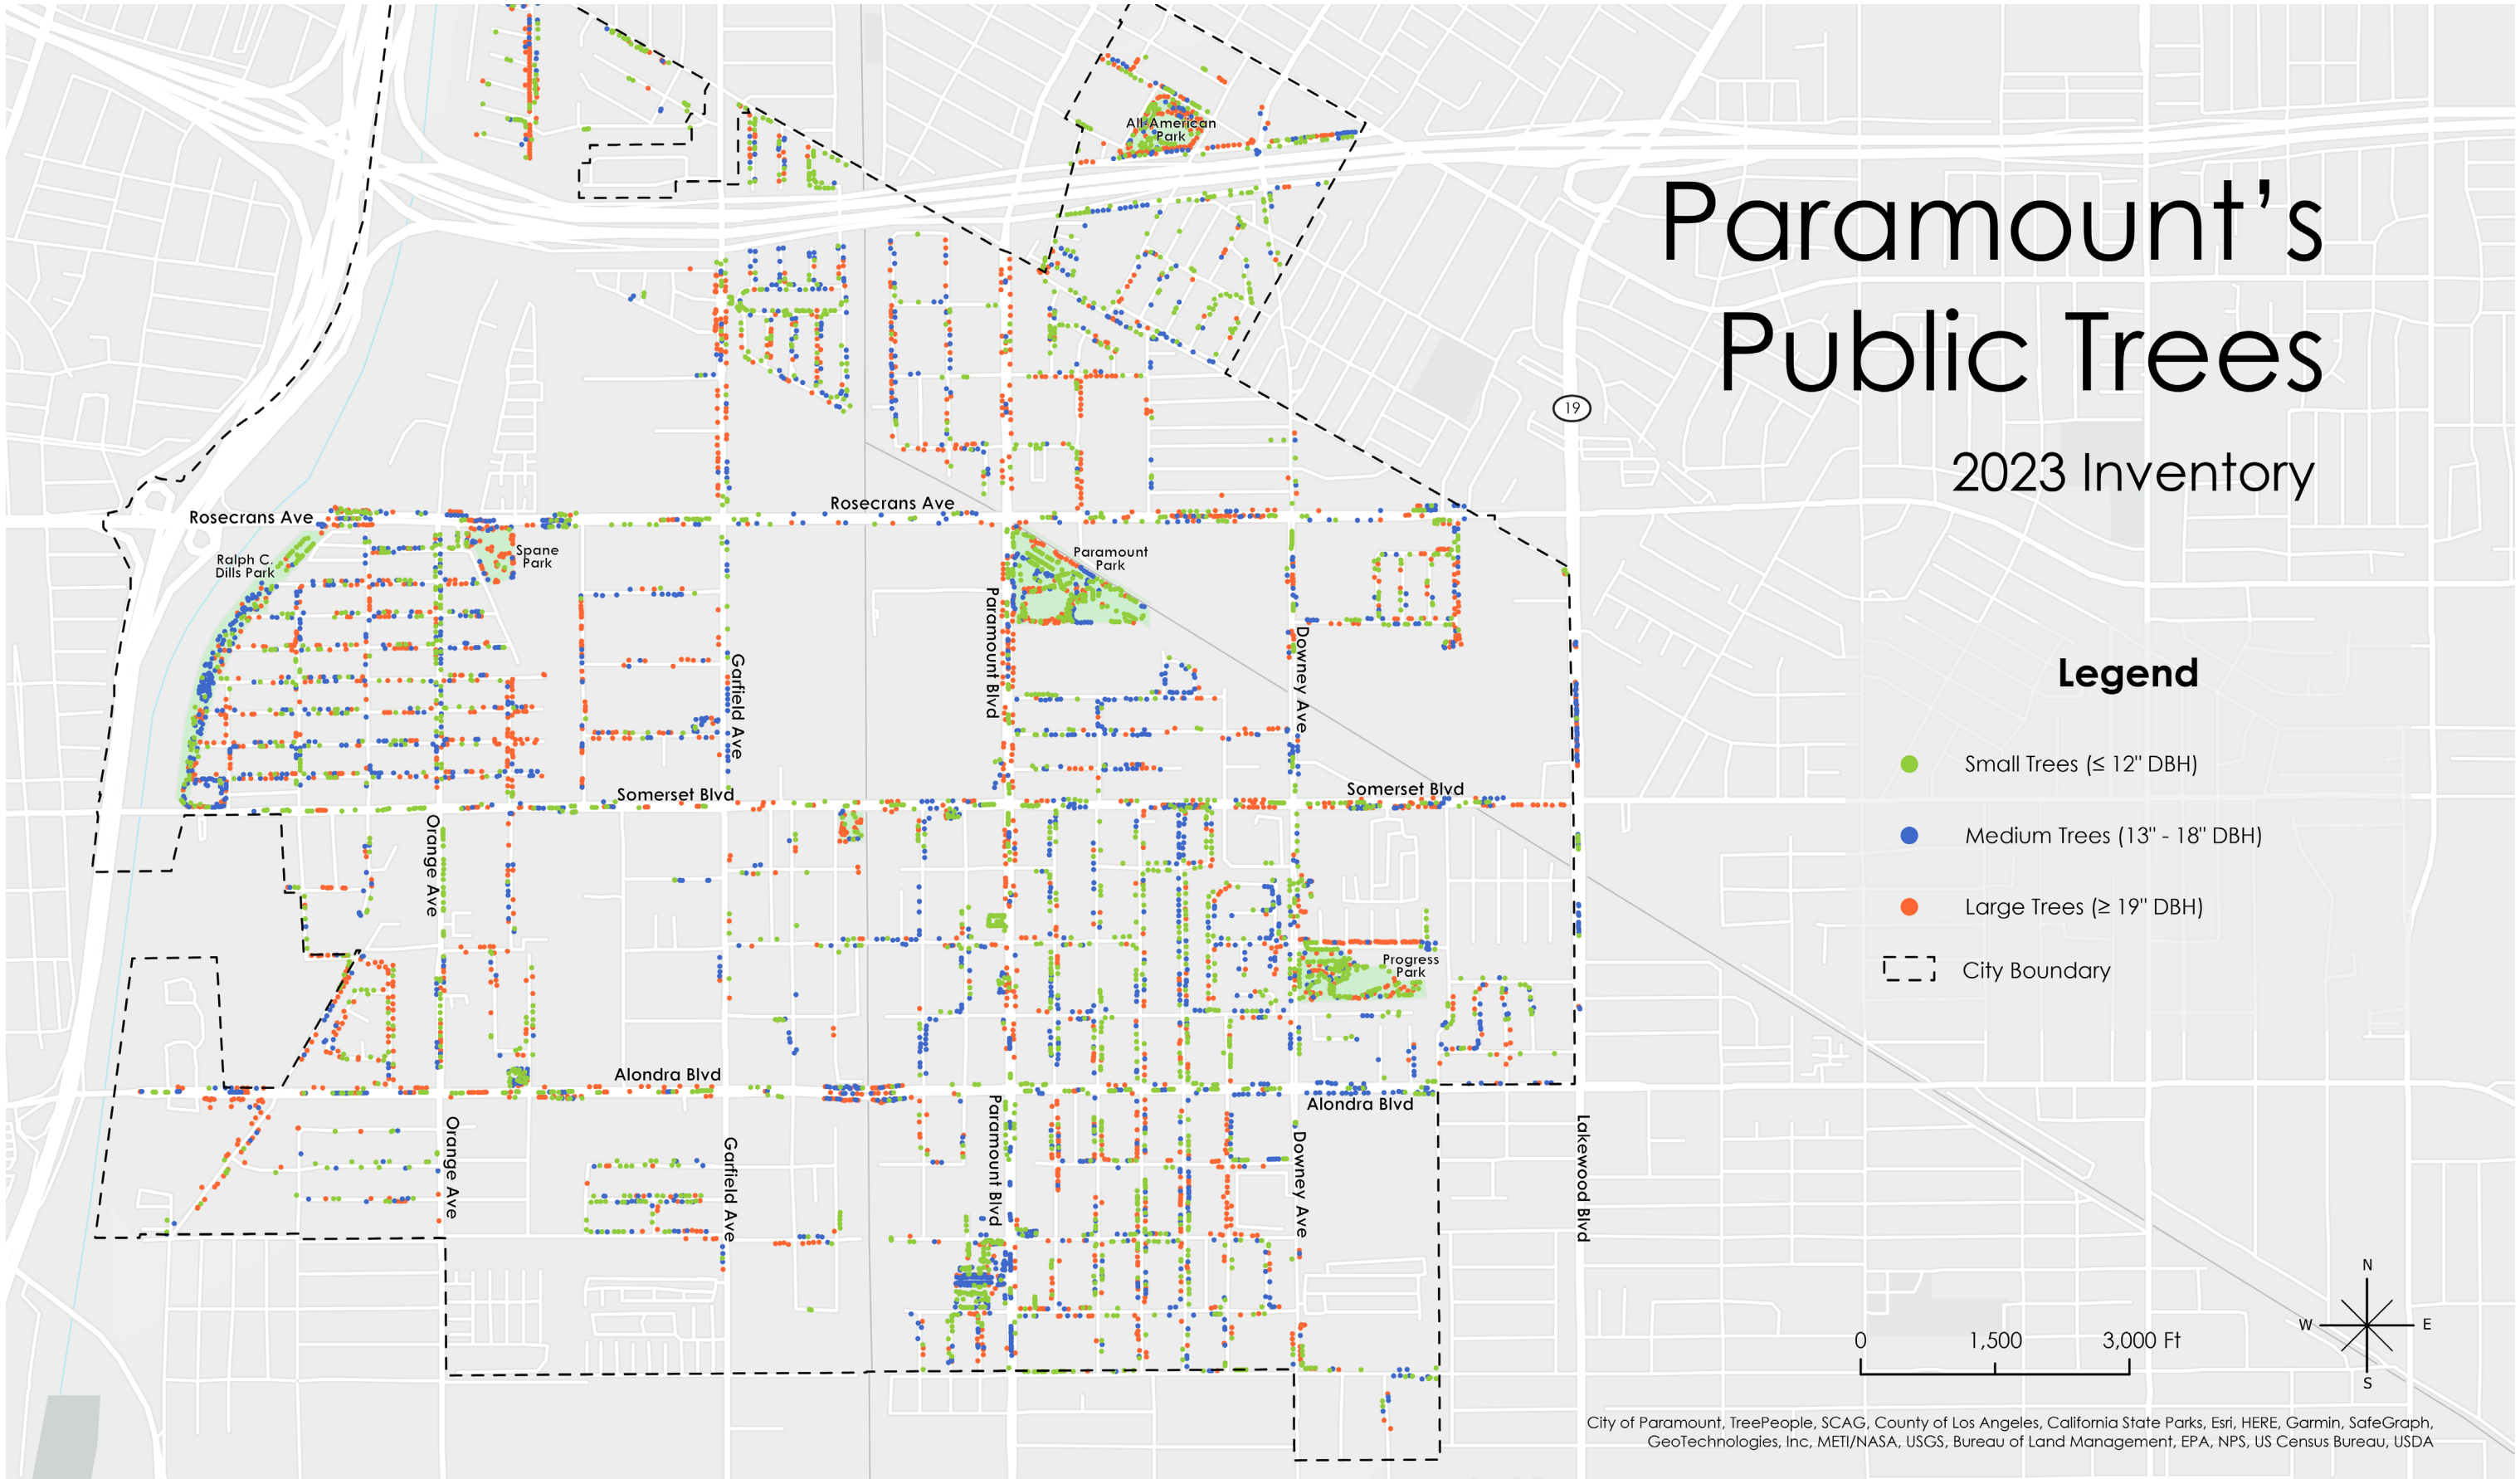 Paramount's
Public Trees
2023 Inventory
All-American
Park
19
Rosecrans Ave
Rosecrans Ave
Ralph C.
Dills Park
Spane
Park
Paramount
Park
Paramount Blvd
Garfield Ave
Downey Ave
Somerset Blvd
Somerset Blvd
Orange Ave
Progress
Park
Alondra Blvd
Alondra Blvd
Orange Ave
Garfield Ave
Paramount Blvd
Downey Ave
Lakewood Blvd
Legend
Small Trees (≤ 12" DBH)
Medium Trees (13" - 18" DBH)
Large Trees (≥ 19" DBH)
City Boundary
N
W E
S
0 1,500 3,000 Ft
City of Paramount, TreePeople, SCAG, County of Los Angeles, California State Parks, Esri, HERE, Garmin, SafeGraph,
GeoTechnologies, Inc, METI/NASA, USGS, Bureau of Land Management, EPA, NPS, US Census Bureau, USDA